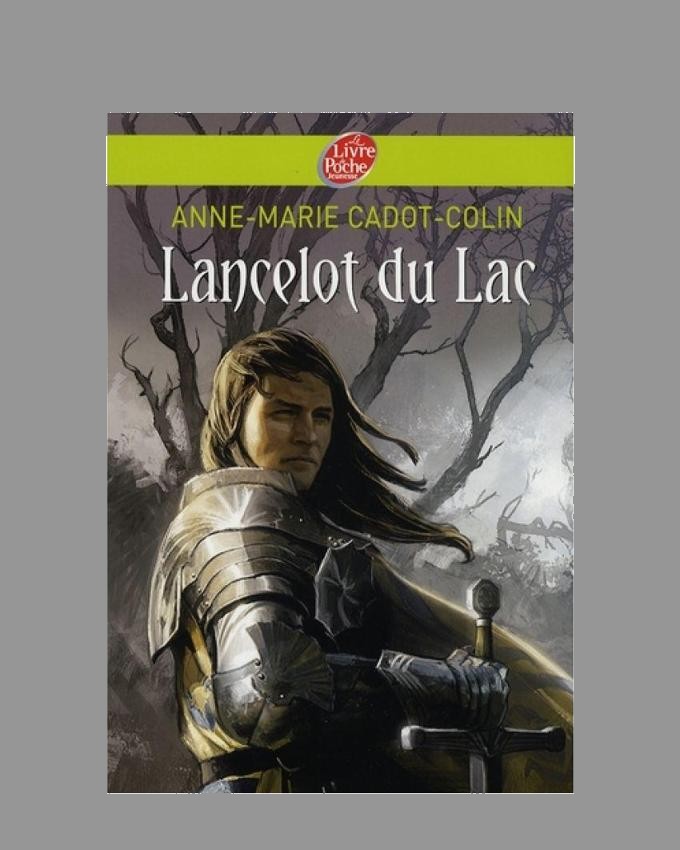 Le
Livre
de
Poche
Jeunesse
ANNE-MARIE CADOT-COLIN
Lancelot du Lac